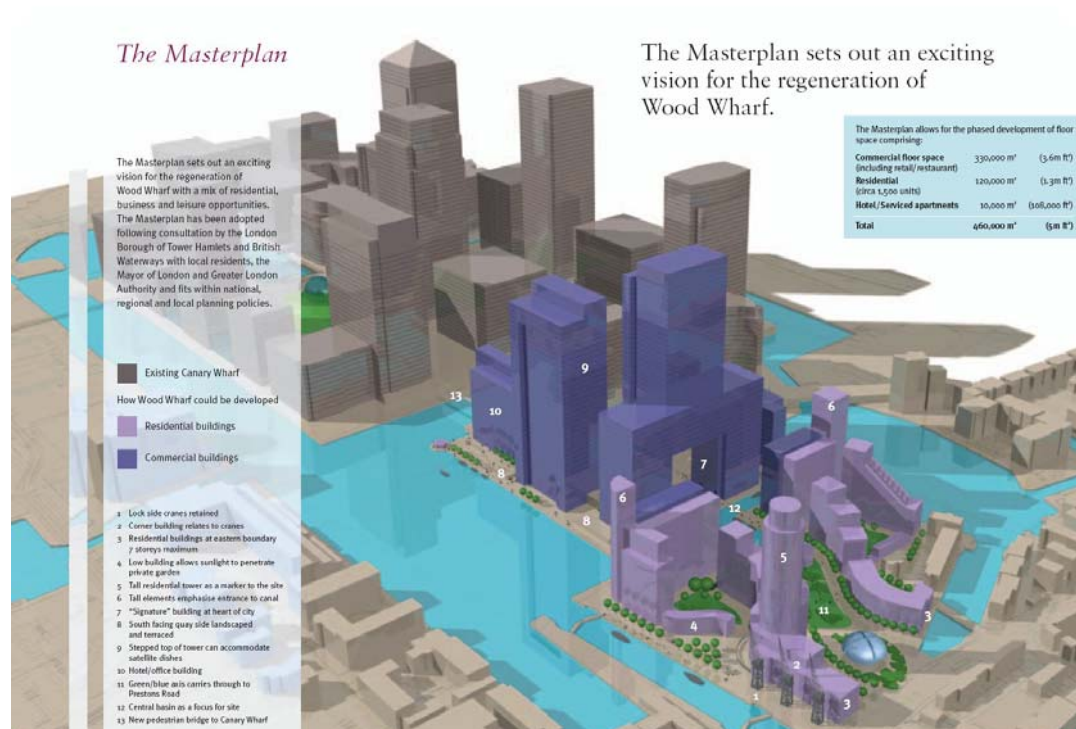 The Masterplan
The Masterplan sets out an exciting
vision for the regeneration of
Wood Wharf.
The Masterplan allows for the phased development of floor
space comprising:
Commercial floor space 330,000 m² (3.6m ft²)
(including retail/restaurant)
Residential 120,000 m² (1.3m ft²)
(circa 1,500 units)
Hotel/Serviced apartments 10,000 m² (108,000 ft²)
Total 460,000 m² (5m ft²)
The Masterplan sets out an exciting
vision for the regeneration of
Wood Wharf with a mix of residential,
business and leisure opportunities.
The Masterplan has been adopted
following consultation by the London
Borough of Tower Hamlets and British
Waterways with local residents, the
Mayor of London and Greater London
Authority and fits within national,
regional and local planning policies.
Existing Canary Wharf
How Wood Wharf could be developed
Residential buildings
Commercial buildings
1 Lock side cranes retained
2 Corner building relates to cranes
3 Residential buildings at eastern boundary
7 storeys maximum
4 Low building allows sunlight to penetrate
private garden
5 Tall residential tower as a marker to the site
6 Tall elements emphasise entrance to canal
7 "Signature" building at heart of city
8 South facing quay side landscaped
and terraced
9 Stepped top of tower can accommodate
satellite dishes
10 Hotel/office building
11 Green/blue axis carries through to
Prestons Road
12 Central basin as a focus for site
13 New pedestrian bridge to Canary Wharf
13
10
9
8
8
7
6
6
12
5
11
4
3
2
1
3